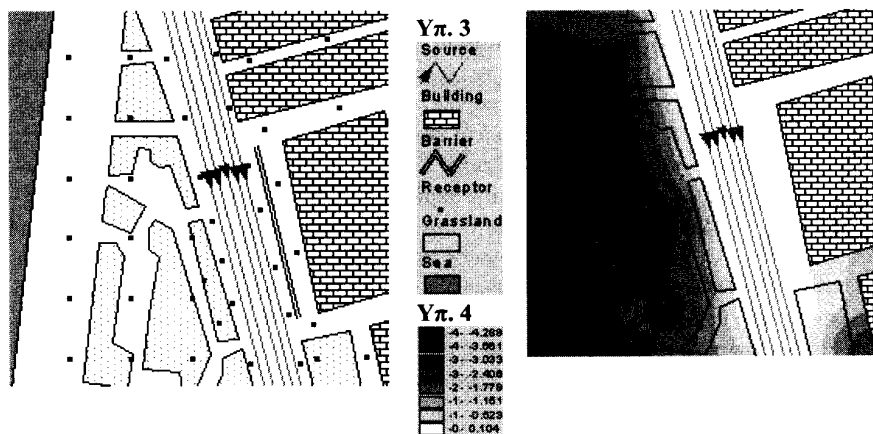 Υπ. 3
Source
Building
Barrier
Receptor
Grassland
Sea
Υπ. 4
-4- -4.289
-4- -3.661
-3- -3.033
-3- -2.406
-2- -1.779
-1- -1.151
-1- -0.523
-0- 0.104